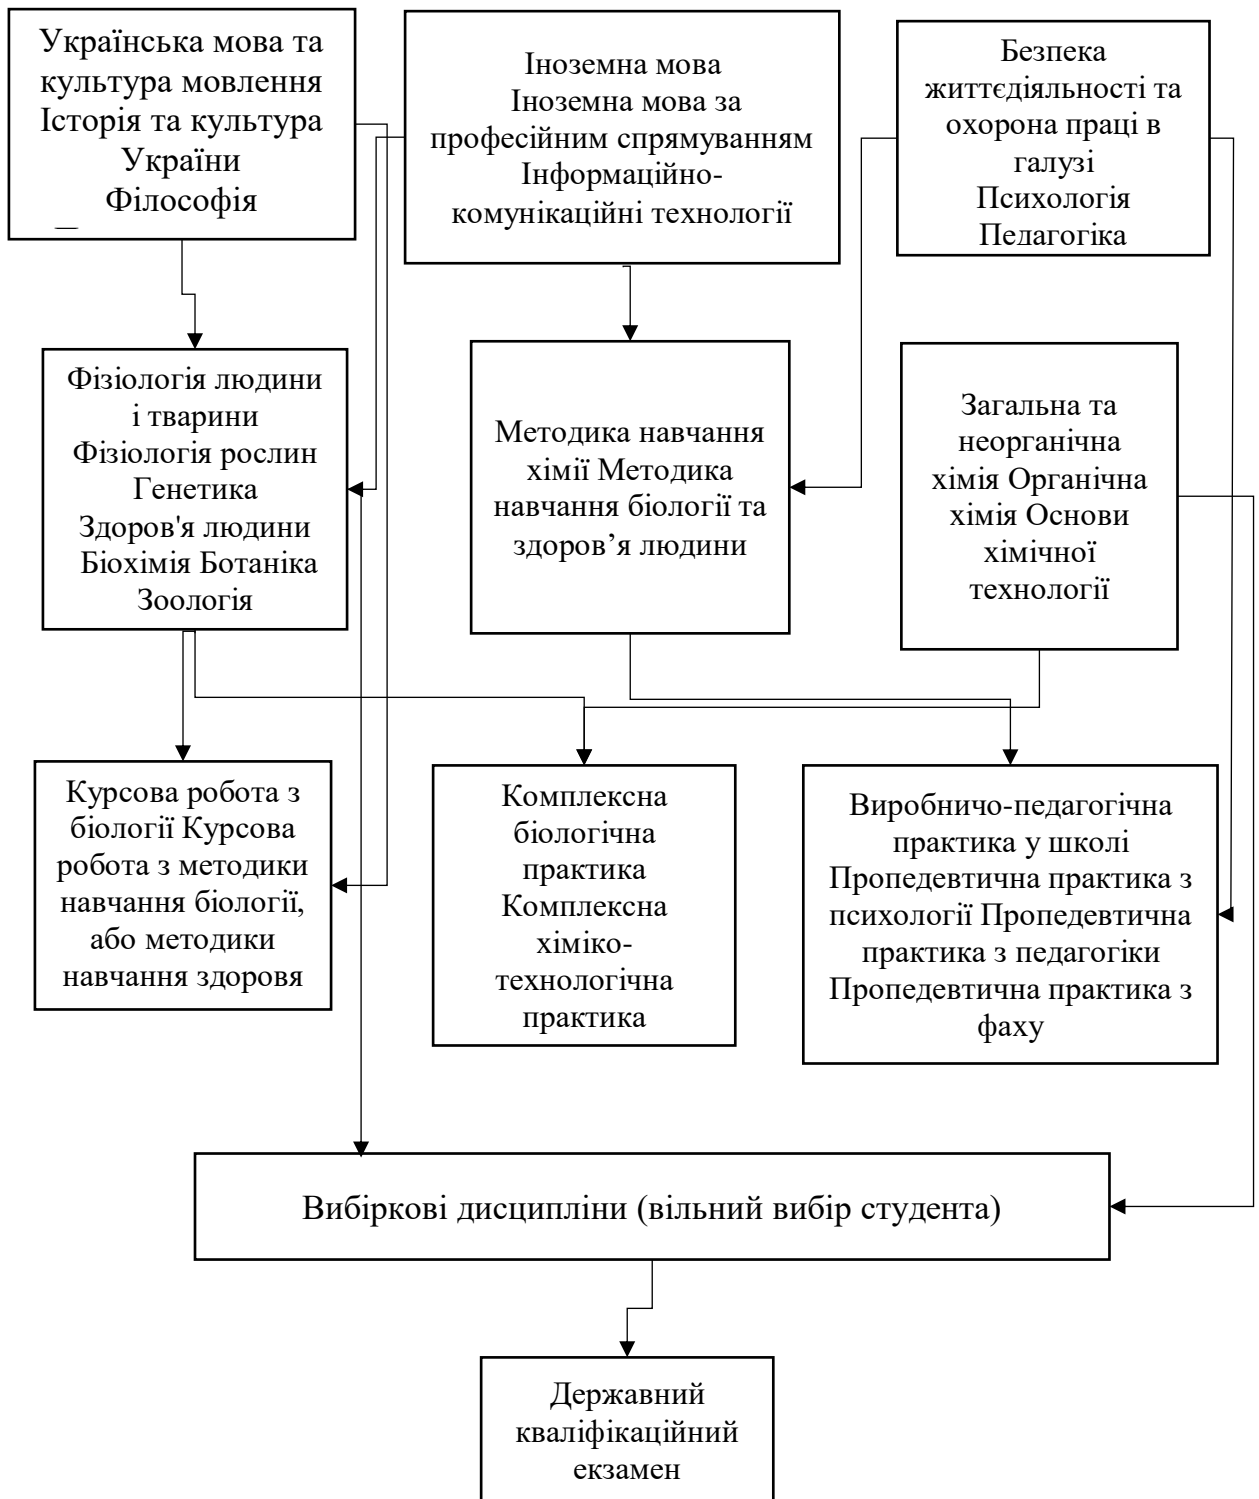 Українська мова та
культура мовлення
Історія та культура
України
Філософія
Іноземна мова
Іноземна мова за
професійним спрямуванням
Інформаційно-
комунікаційні технології
Безпека
життєдіяльності та
охорона праці в
галузі
Психологія
Педагогіка
Фізіологія людини
і тварини
Фізіологія рослин
Генетика
Здоров'я людини
Біохімія Ботаніка
Зоологія
Методика навчання
хімії Методика
навчання біології та
здоров’я людини
Загальна та
неорганічна
хімія Органічна
хімія Основи
хімічної
технології
Курсова робота з
біології Курсова
робота з методики
навчання біології,
або методики
навчання здоровя
Комплексна
біологічна
практика
Комплексна
хіміко-
технологічна
практика
Виробничо-педагогічна
практика у школі
Пропедевтична практика з
психології Пропедевтична
практика з педагогіки
Пропедевтична практика з
фаху
Вибіркові дисципліни (вільний вибір студента)
Державний
кваліфікаційний
екзамен